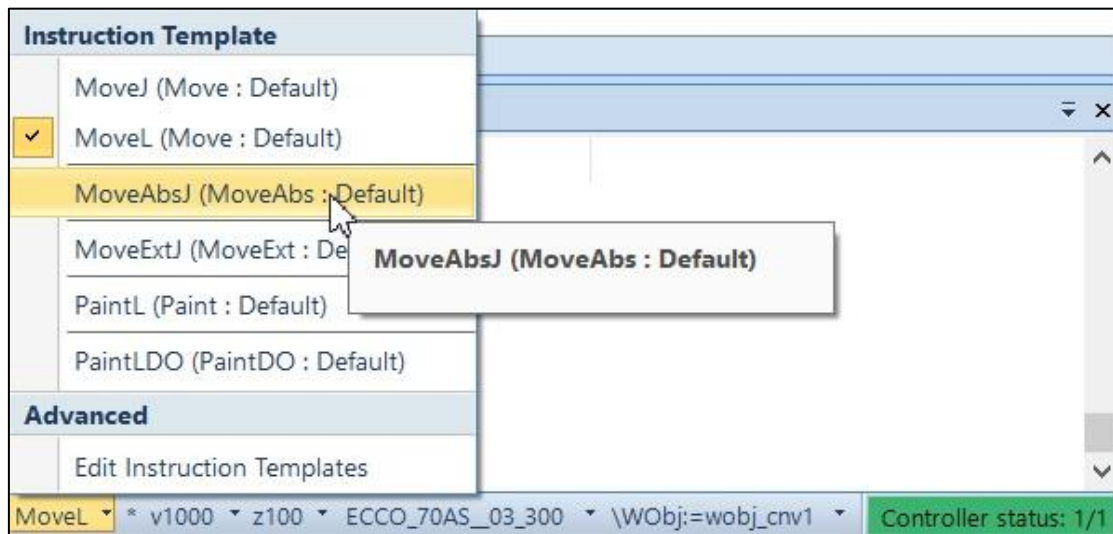 Instruction Template
MoveJ (Move : Default)
MoveL (Move : Default)
MoveAbsJ (MoveAbs : Default)
MoveExtJ (MoveExt : De
MoveAbsJ (MoveAbs : Default)
PaintL (Paint : Default)
PaintLDO (PaintDO : Default)
Advanced
Edit Instruction Templates
MoveL * v1000 z100 ECCO_70AS__03_300 \WObj:=wobj_cnv1 Controller status: 1/1